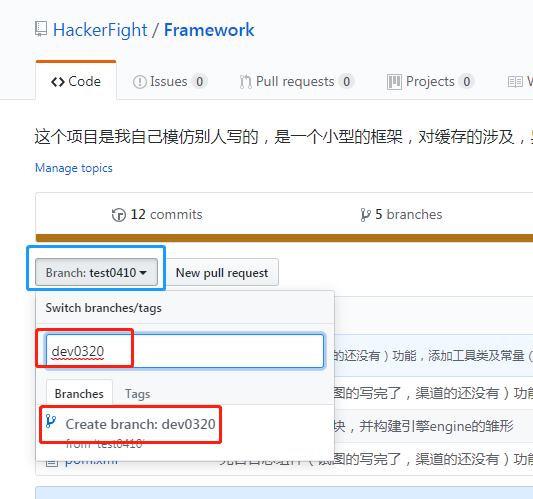 HackerFight / Framework
Code Issues 0 Pull requests 0 Projects 0 W
这个项目是我自己模仿别人写的，是一个小型的框架，对缓存的涉及，
Manage topics
12 commits 5 branches
Branch: test0410 New pull request
Switch branches/tags
dev0320
的还没有）功能，添加工具类及常量（
Branches Tags
图的写完了，渠道的还没有）功能
Create branch: dev0320
块，并构建引擎engine的雏形
from 'test0410'
pom.xml 图的写完了，渠道的还没有）功能